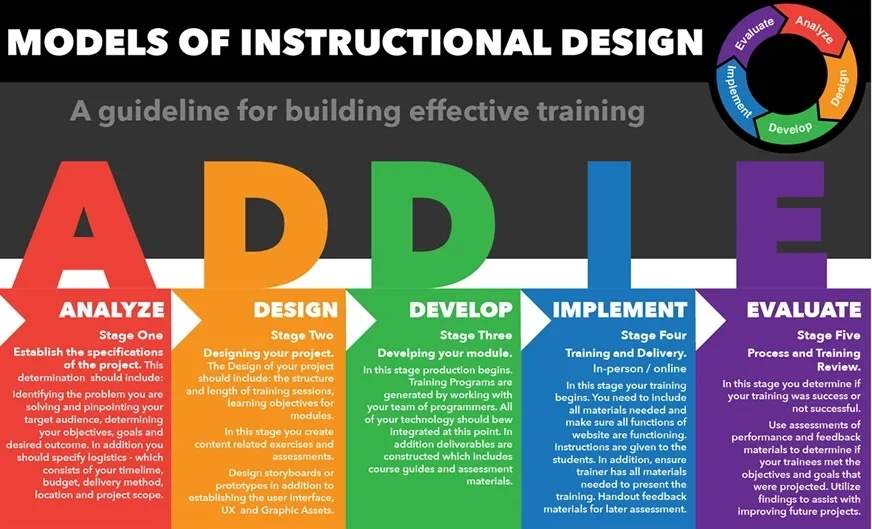 MODELS OF INSTRUCTIONAL DESIGN
Evaluate
Analyze
Design
Develop
Implement
A guideline for building effective training
A D D I E
ANALYZE
Stage One
Establish the specifications
of the project. This
determination should include:
Identifying the problem you are
solving and pinpointing your
target audience, determining
your objectives, goals and
desired outcome. In addition you
should specify logistics - which
consists of your timelime,
budget, delivery method,
location and project scope.
DESIGN
Stage Two
Designing your project.
The Design of your project
should include: the structure
and length of training sessions,
learning objectives for
modules.
In this stage you create
content related exercises and
assessments.
Design storyboards or
prototypes in addition to
establishing the user interface,
UX and Graphic Assets.
DEVELOP
Stage Three
Develping your module.
In this stage production begins.
Training Programs are
generated by working with
your team of programmers. All
of your technology should bew
integrated at this point. In
addition deliverables are
constructed which includes
course guides and assessment
materials.
IMPLEMENT
Stage Four
Training and Delivery.
In-person / online
In this stage your training
begins. You need to include
all materials needed and
make sure all functions of
website are functioning.
Instructions are given to the
students. In addition, ensure
trainer has all materials
needed to present the
training. Handout feedback
materials for later assessment.
EVALUATE
Stage Five
Process and Training
Review.
In this stage you determine if
your training was success or
not successful.
Use assessments of
performance and feedback
materials to determine if
your trainees met the
objectives and goals that
were projected. Utilize
findings to assist with
improving future projects.